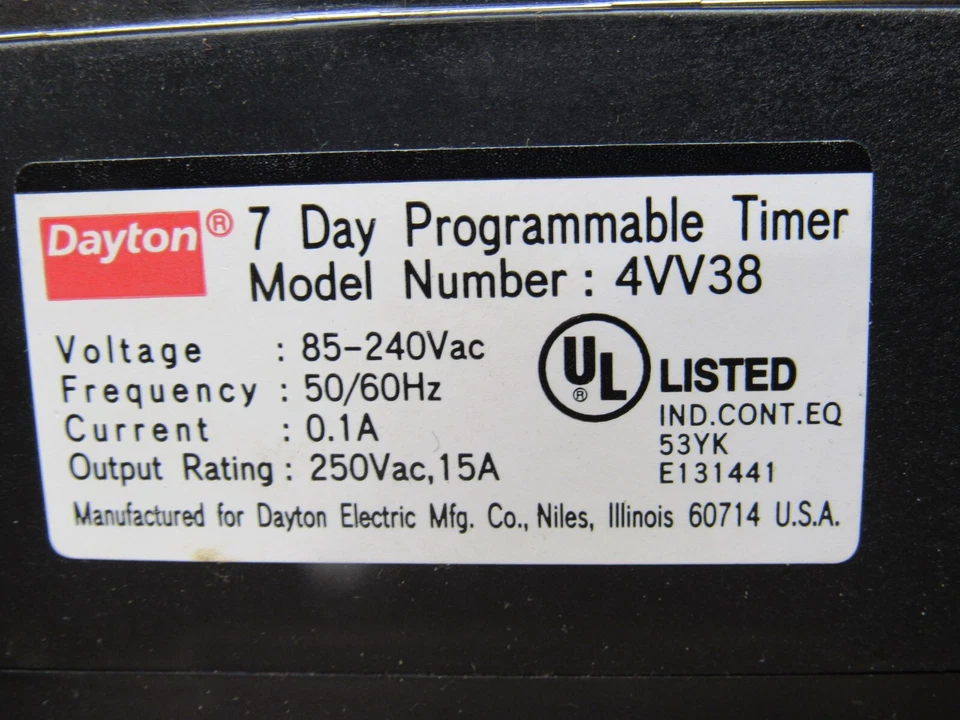 Dayton® 7 Day Programmable Timer
Model Number : 4VV38
Voltage : 85-240Vac
Frequency : 50/60Hz
Current : 0.1A
Output Rating : 250Vac,15A
UL® LISTED
IND.CONT.EQ
53YK
E131441
Manufactured for Dayton Electric Mfg. Co., Niles, Illinois 60714 U.S.A.